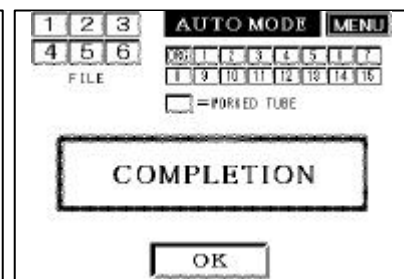 1 2 3 AUTO MODE MENU
4 5 6 ORG 1 2 3 4 5 6 7
FILE 8 9 10 11 12 13 14 15
=WORKED TUBE
COMPLETION
OK